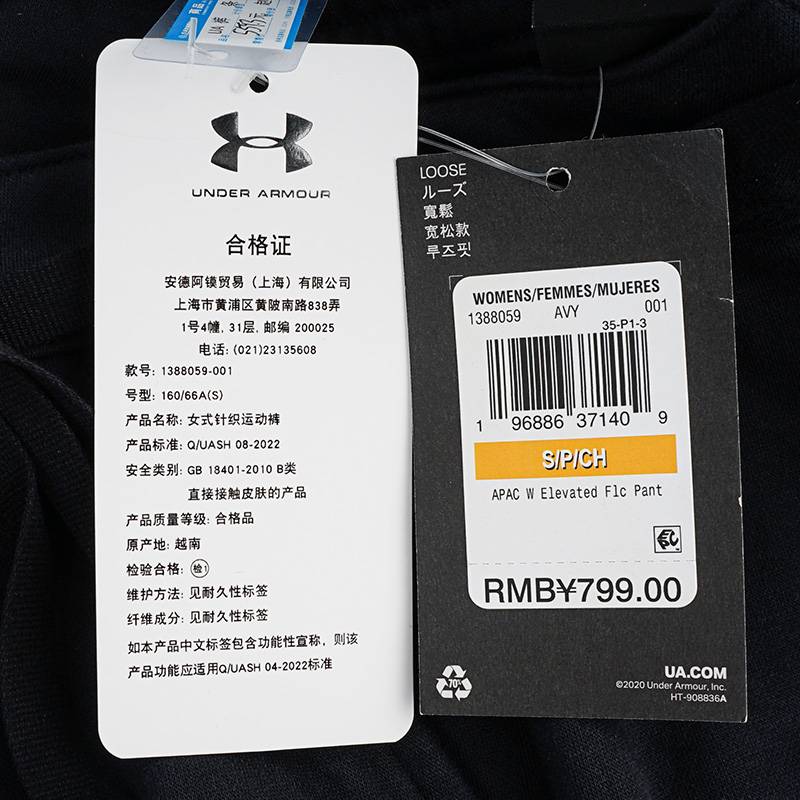 UNDER ARMOUR
合格证
安德阿镆贸易（上海）有限公司
上海市黄浦区黄陂南路838弄
1号4幢, 31层, 邮编 200025
电话: (021)23135608
款号: 1388059-001
号型: 160/66A(S)
产品名称: 女式针织运动裤
产品标准: Q/UASH 08-2022
安全类别: GB 18401-2010 B类
直接接触皮肤的产品
产品质量等级: 合格品
原产地: 越南
检验合格: 检1
维护方法: 见耐久性标签
纤维成分: 见耐久性标签
如本产品中文标签包含功能性宣称, 则该
产品功能应适用Q/UASH 04-2022标准
LOOSE
ルーズ
寬鬆
宽松款
루즈핏
WOMENS/FEMMES/MUJERES
1388059 AVY 001
35-P1-3
1 96886 37140 9
S/P/CH
APAC W Elevated Flc Pant
RMB¥799.00
70%
UA.COM
©2020 Under Armour, Inc.
HT-908836A